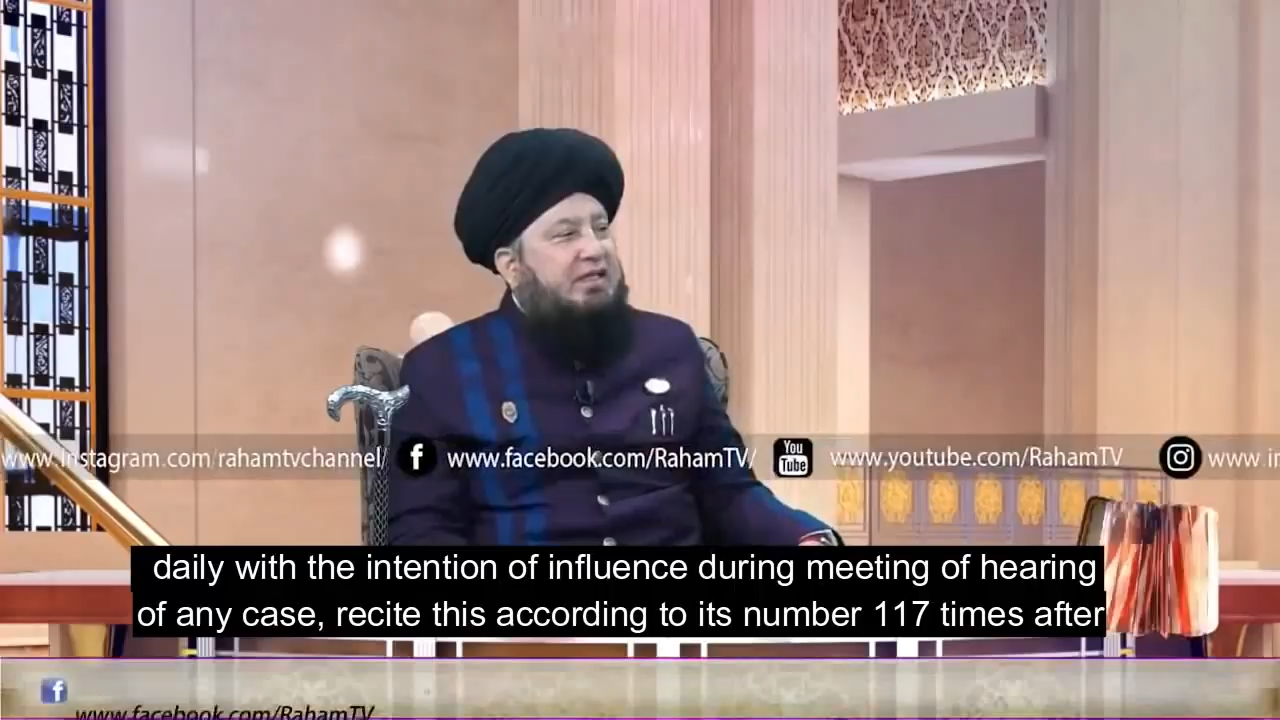 www.instagram.com/rahamtvchannel/ f www.facebook.com/RahamTV/ You Tube www.youtube.com/RahamTV www.in
daily with the intention of influence during meeting of hearing
of any case, recite this according to its number 117 times after
f www.facebook.com/RahamTV